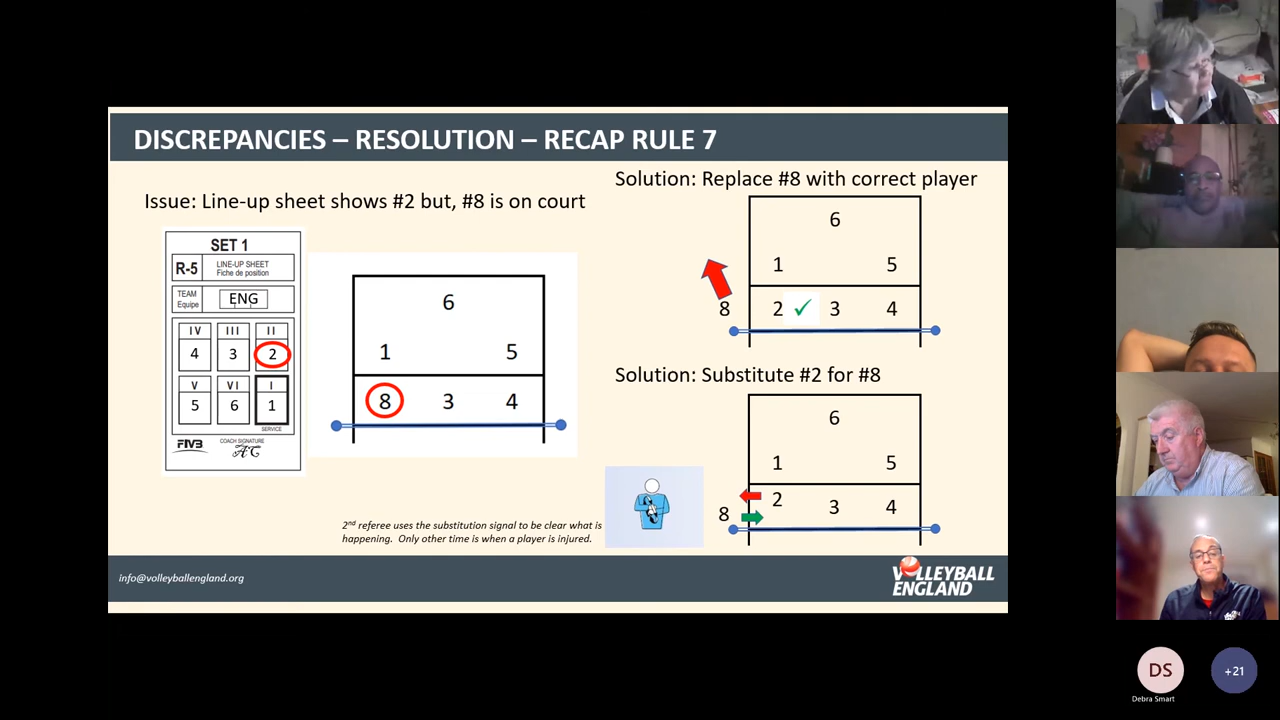 DISCREPANCIES – RESOLUTION – RECAP RULE 7
Issue: Line-up sheet shows #2 but, #8 is on court
SET 1
R-5
LINE-UP SHEET
Fiche de position
TEAM
Equipe
ENG
IV III II
4 3 2
V VI I
5 6 1
SERVICE
FIVB
COACH SIGNATURE
AC
6
1 5
8 3 4
2nd referee uses the substitution signal to be clear what is
happening. Only other time is when a player is injured.
Solution: Replace #8 with correct player
6
1 5
8 2 ✓ 3 4
Solution: Substitute #2 for #8
6
1 5
8 2 3 4
info@volleyballengland.org
VOLLEYBALL
ENGLAND
DS
Debra Smart
+21